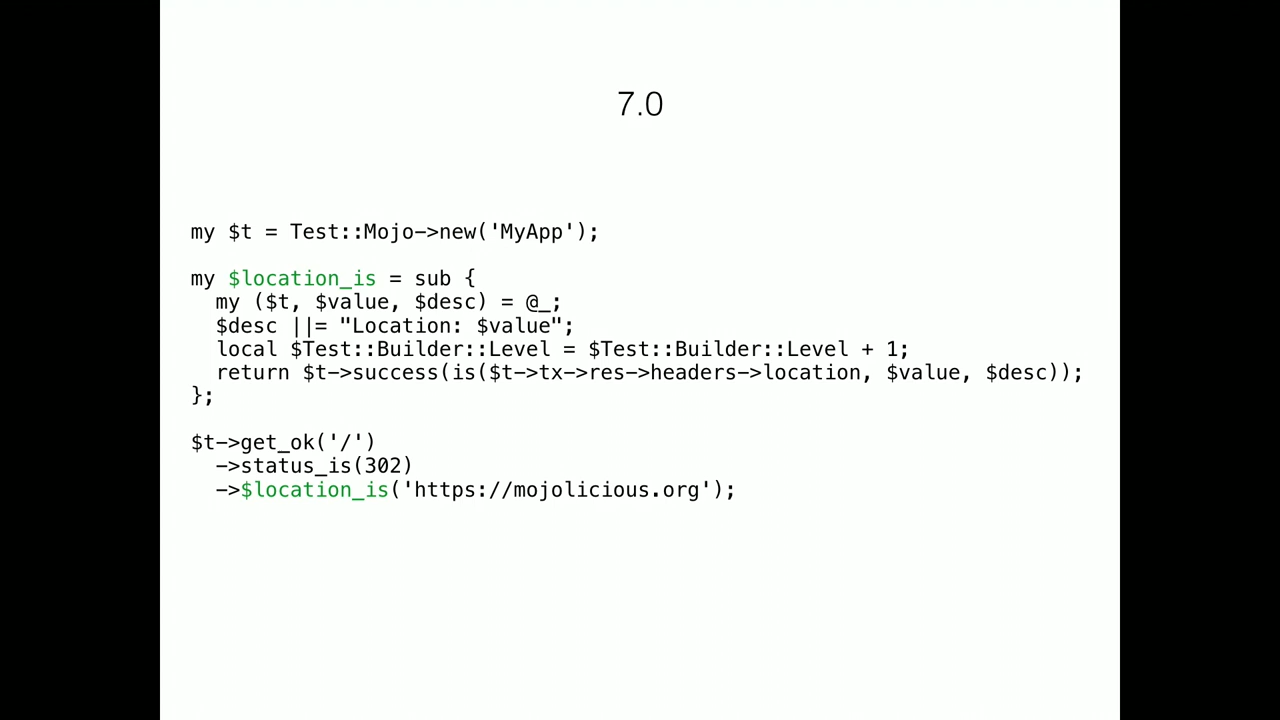 7.0
my $t = Test::Mojo->new('MyApp');
my $location_is = sub {
  my ($t, $value, $desc) = @_;
  $desc ||= "Location: $value";
  local $Test::Builder::Level = $Test::Builder::Level + 1;
  return $t->success(is($t->tx->res->headers->location, $value, $desc));
};
$t->get_ok('/')
  ->status_is(302)
  ->$location_is('https://mojolicious.org');